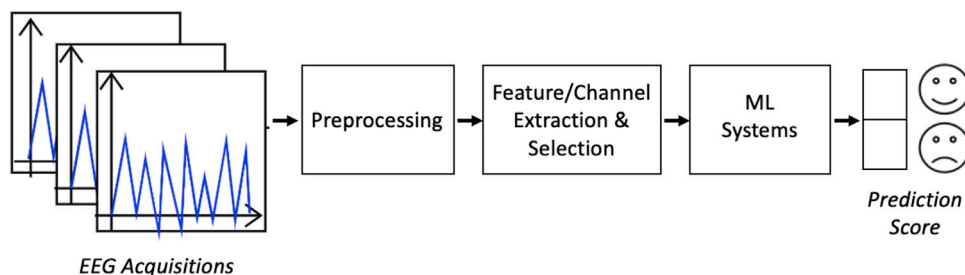 Preprocessing
Feature/Channel
Extraction &
Selection
ML
Systems
Prediction
Score
EEG Acquisitions